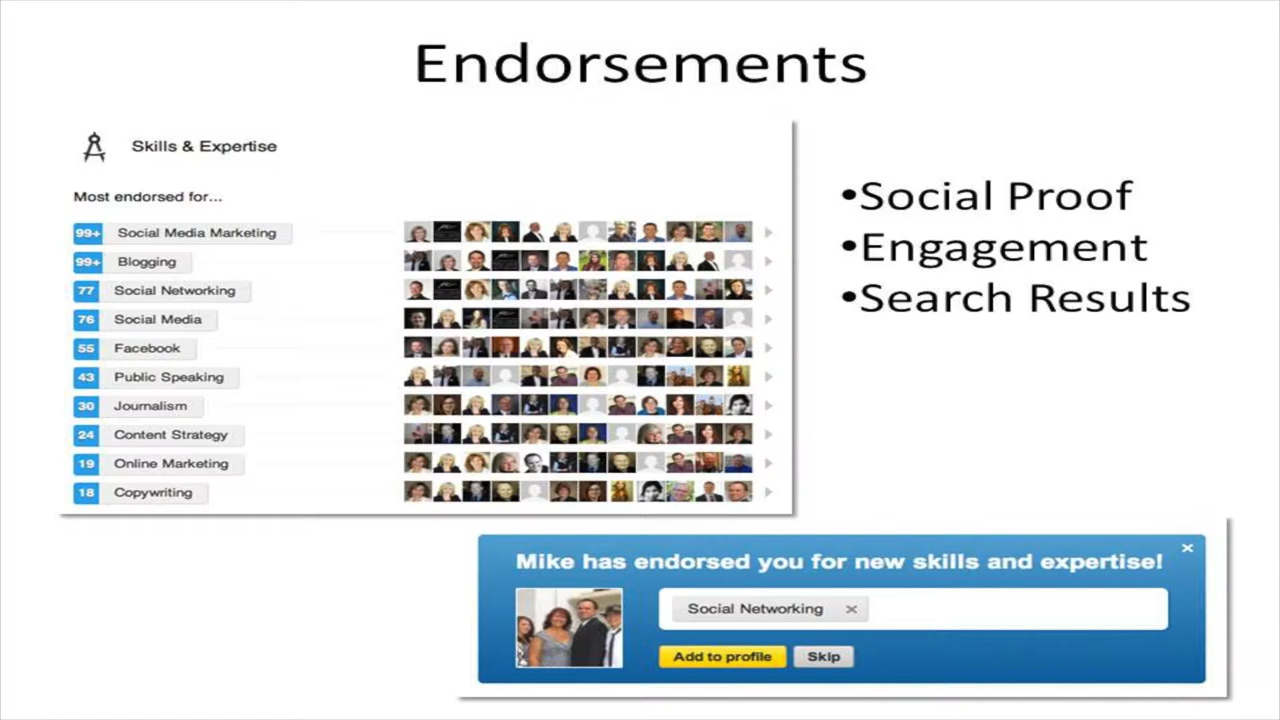 Endorsements
Skills & Expertise
Most endorsed for...
99+ Social Media Marketing
99+ Blogging
77 Social Networking
76 Social Media
55 Facebook
43 Public Speaking
30 Journalism
24 Content Strategy
19 Online Marketing
18 Copywriting
•Social Proof
•Engagement
•Search Results
Mike has endorsed you for new skills and expertise!
Social Networking
Add to profile Skip